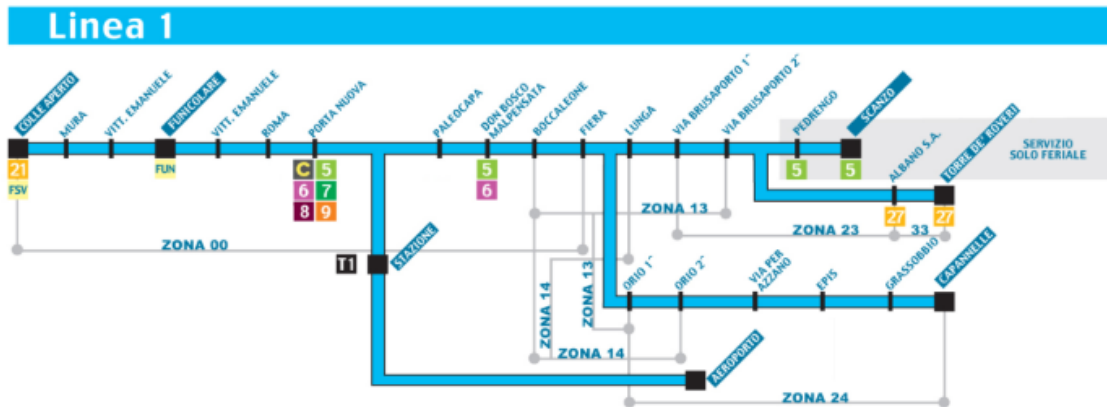 Linea 1
COLLE APERTO
MURA
VITT. EMANUELE
FUNICOLARE
VITT. EMANUELE
ROMA
PORTA NUOVA
PALEOCAPA
DON BOSCO
MALPENSATA
BOCCALEONE
FIERA
LUNGA
VIA BRUSAPORTO 1^
VIA BRUSAPORTO 2^
PEDRENGO
SCANZO
SERVIZIO
SOLO FERIALE
21
FSV
FUN
C 5
6 7
8 9
5
6
5
5
ALBANO S.A.
TORRE DE' ROVERI
27
27
ZONA 00
ZONA 13
ZONA 23
33
T1
STAZIONE
ZONA 14
ZONA 13
ORIO 1^
ORIO 2^
VIA PER
AZZANO
EPIS
GRASSOBBIO
CAPANNELLE
ZONA 14
AEROPORTO
ZONA 24